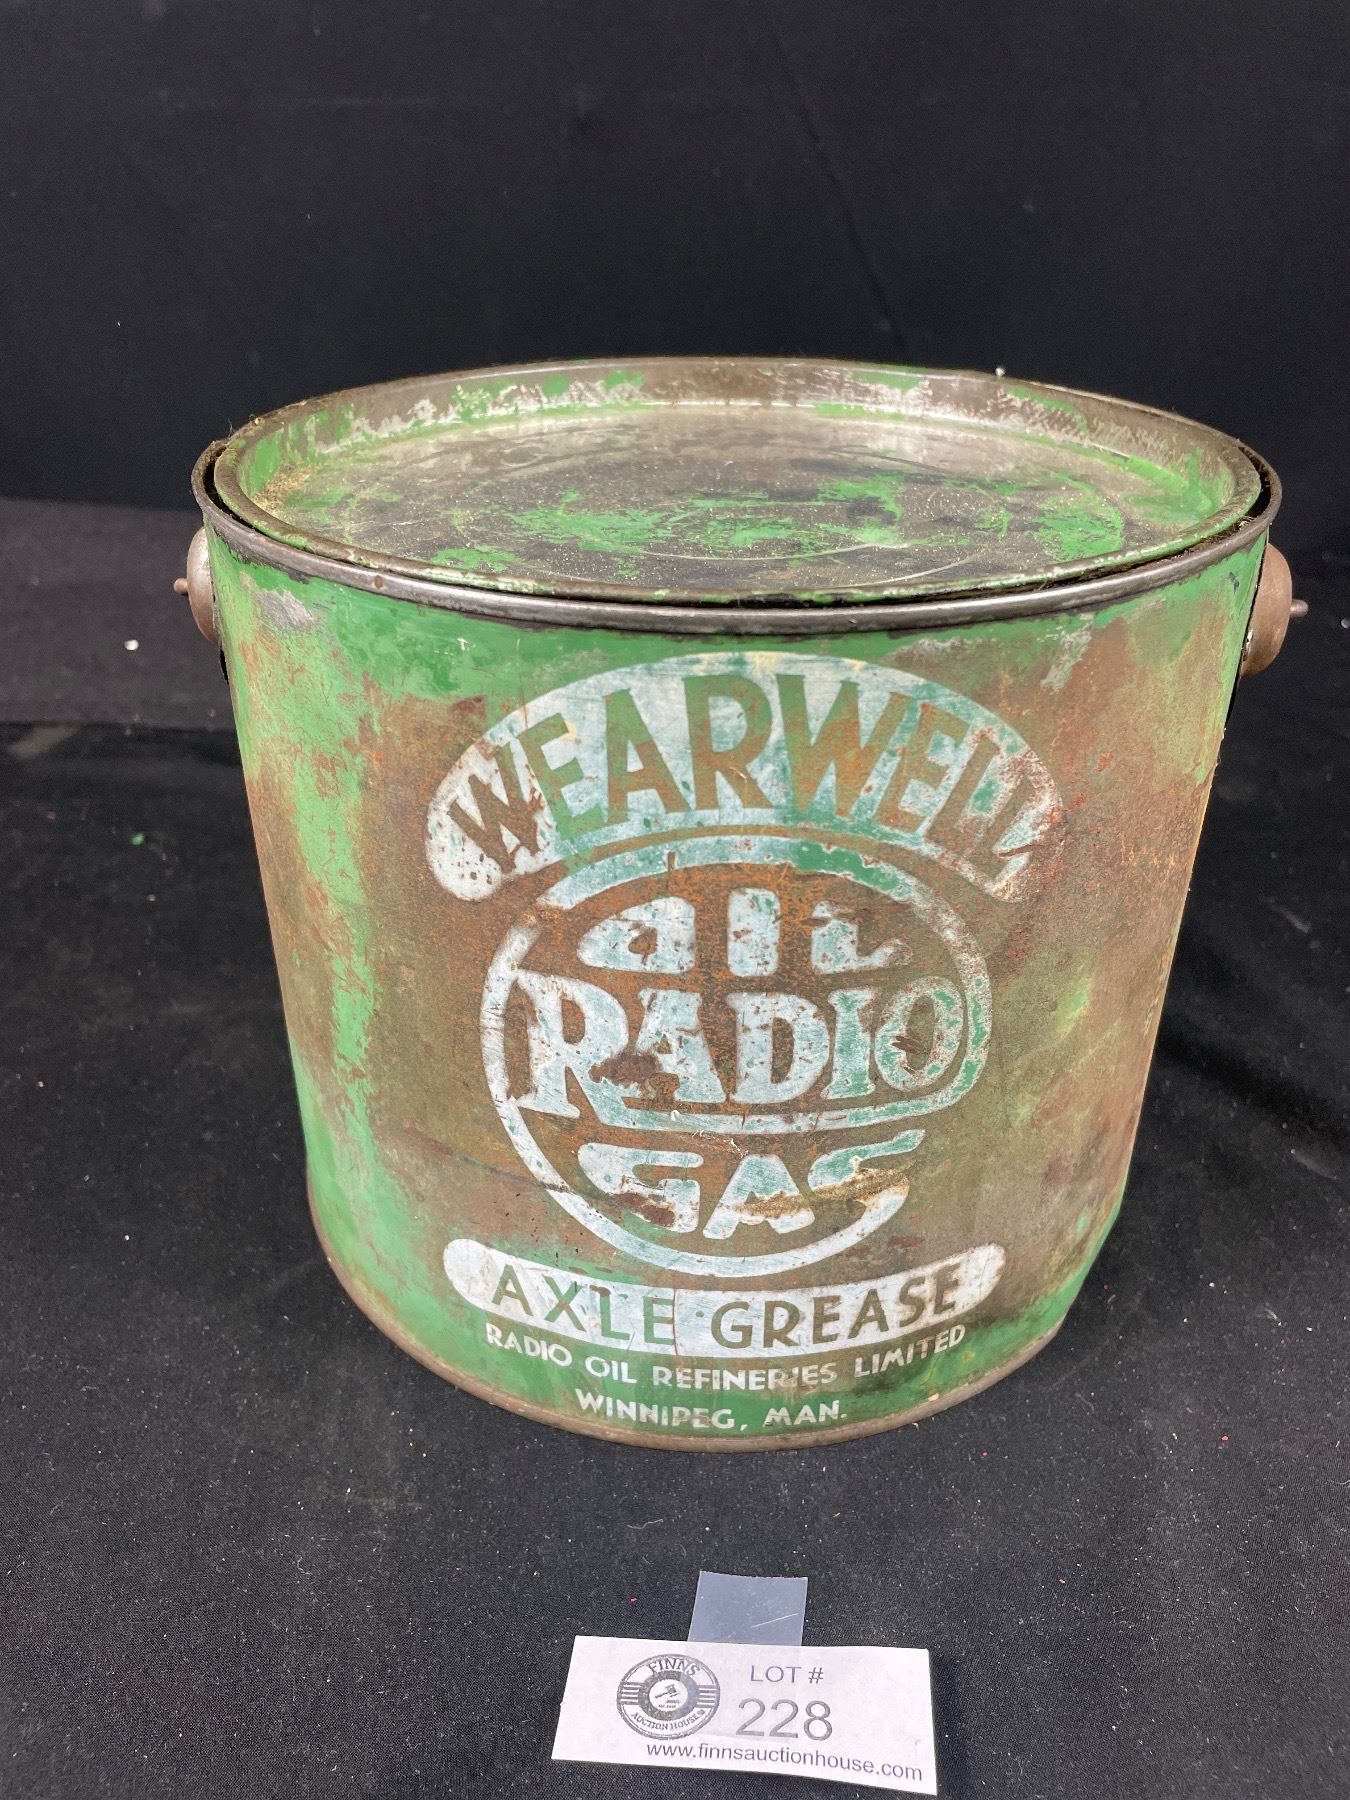 WEARWELL
OIL
RADIO
GAS
AXLE · GREASE
RADIO OIL REFINERIES LIMITED
WINNIPEG, MAN.
FINNS
AUCTION HOUSE
LOT #
228
www.finnsauctionhouse.com